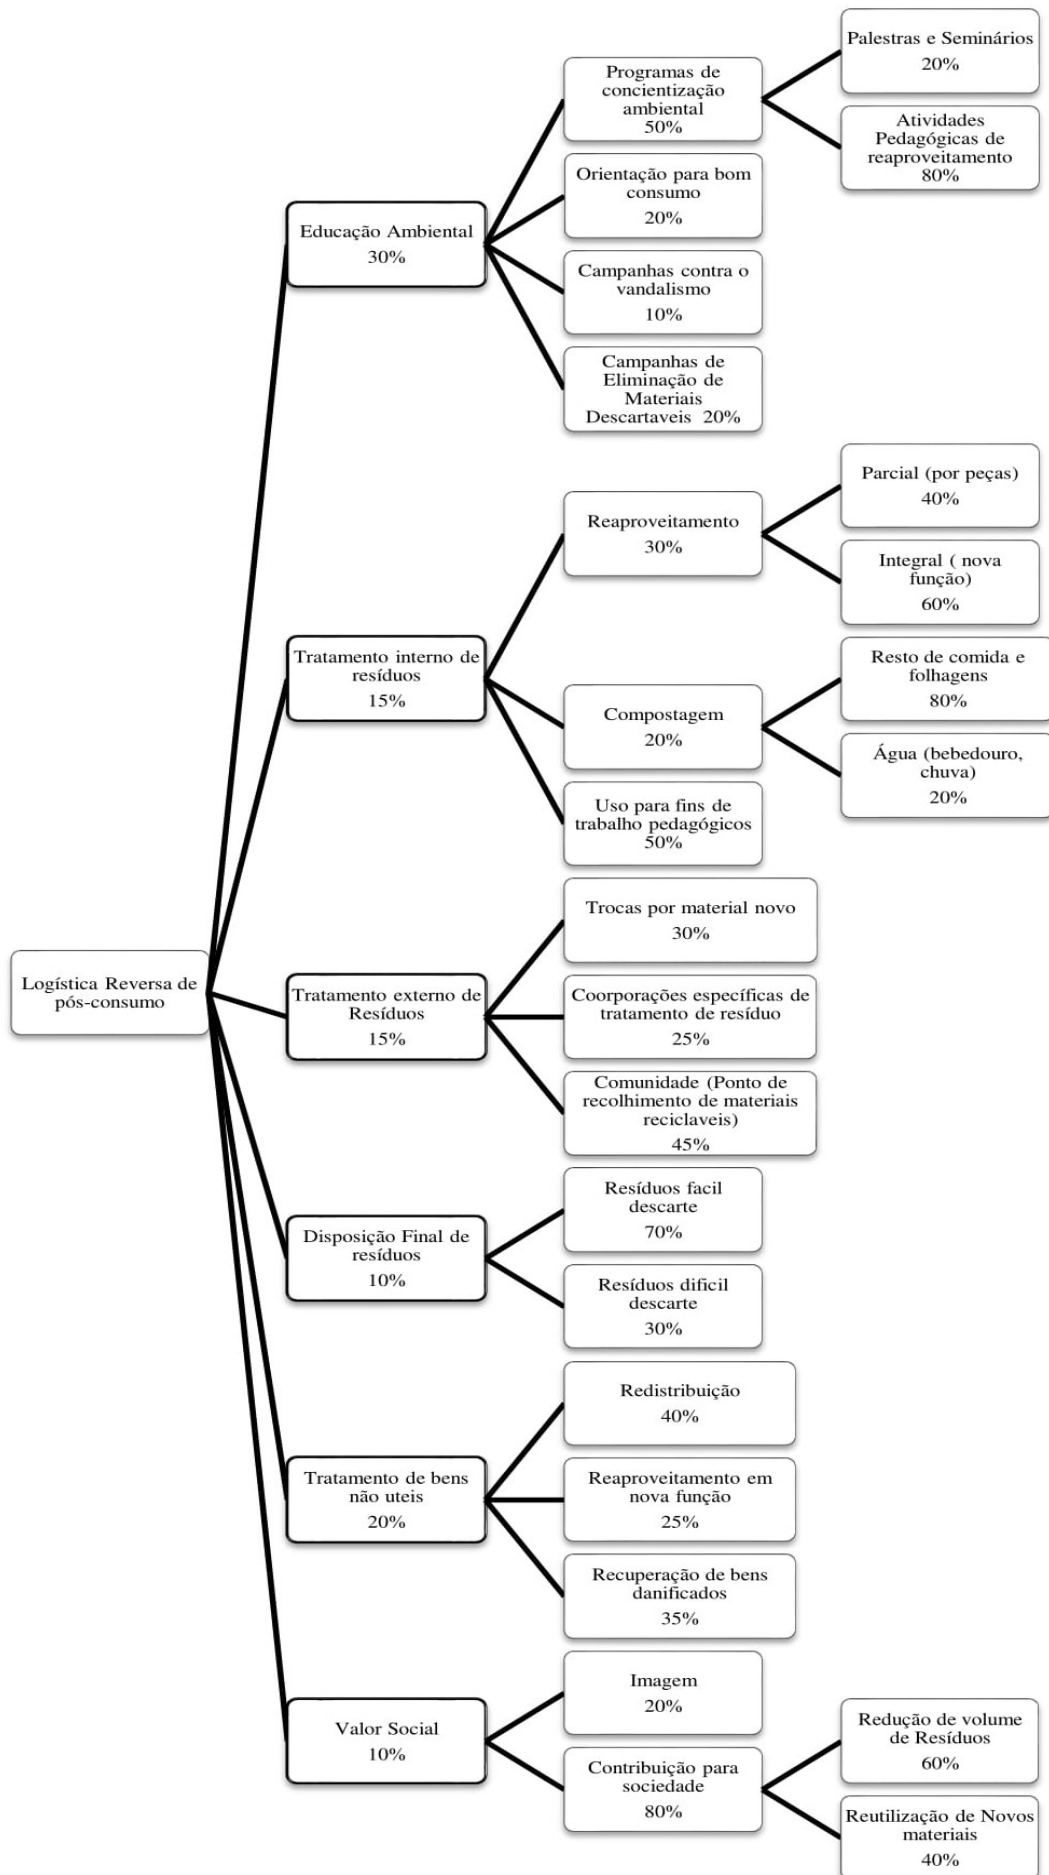 Palestras e Seminários
20%
Programas de
concientização
ambiental
50%
Atividades
Pedagógicas de
reaproveitamento
80%
Orientação para bom
consumo
20%
Educação Ambiental
30%
Campanhas contra o
vandalismo
10%
Campanhas de
Eliminação de
Materiais
Descartaveis 20%
Parcial (por peças)
40%
Reaproveitamento
30%
Integral ( nova
função)
60%
Tratamento interno de
resíduos
15%
Resto de comida e
folhagens
80%
Compostagem
20%
Água (bebedouro,
chuva)
20%
Uso para fins de
trabalho pedagógicos
50%
Trocas por material novo
30%
Logística Reversa de
pós-consumo
Tratamento externo de
Resíduos
15%
Coorporações específicas de
tratamento de resíduo
25%
Comunidade (Ponto de
recolhimento de materiais
reciclaveis)
45%
Resíduos facil
descarte
70%
Disposição Final de
resíduos
10%
Resíduos dificil
descarte
30%
Redistribuição
40%
Tratamento de bens
não uteis
20%
Reaproveitamento em
nova função
25%
Recuperação de bens
danificados
35%
Imagem
20%
Valor Social
10%
Redução de volume
de Resíduos
60%
Contribuição para
sociedade
80%
Reutilização de Novos
materiais
40%